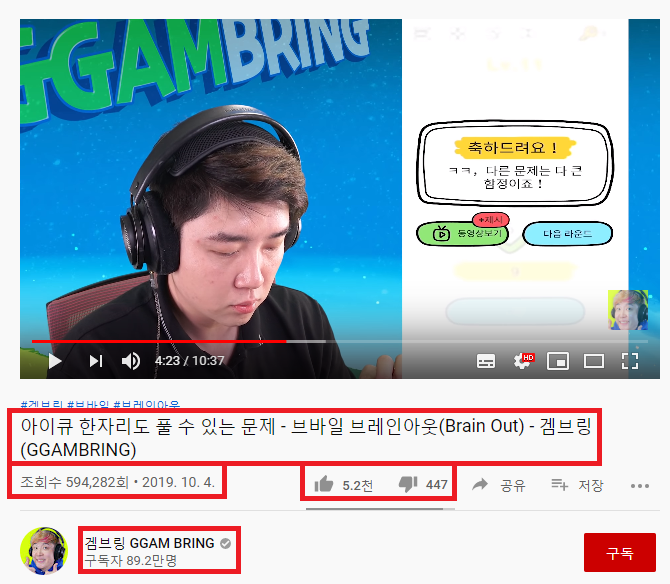 GGAMBRING
축하드려요 !
ㅋㅋ, 다른 문제는 다 큰
함정이죠 !
+제시
동영상보기
다음 라운드
4:23 / 10:37
HD
#겜브링 #브바일 #브레인아웃
아이큐 한자리도 풀 수 있는 문제 - 브바일 브레인아웃(Brain Out) - 겜브링
(GGAMBRING)
조회수 594,282회 • 2019. 10. 4.
5.2천
447
공유
저장
겜브링 GGAM BRING
구독자 89.2만명
구독